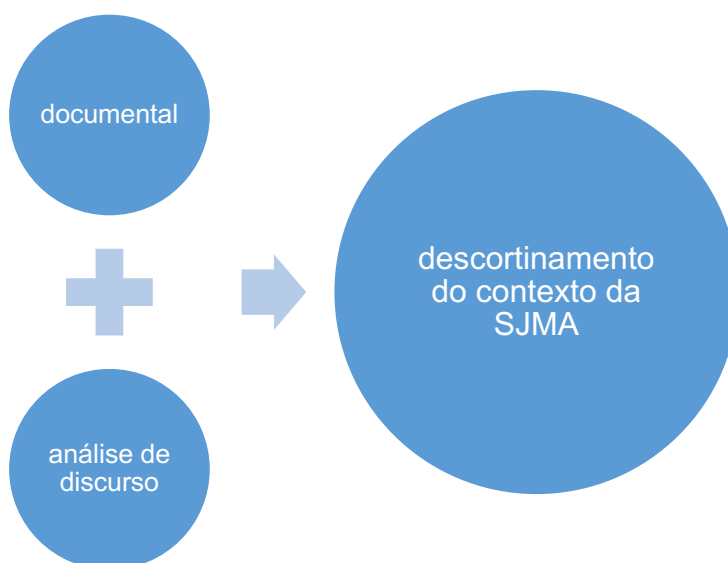 documental
análise de
discurso
descortinamento
do contexto da
SJMA